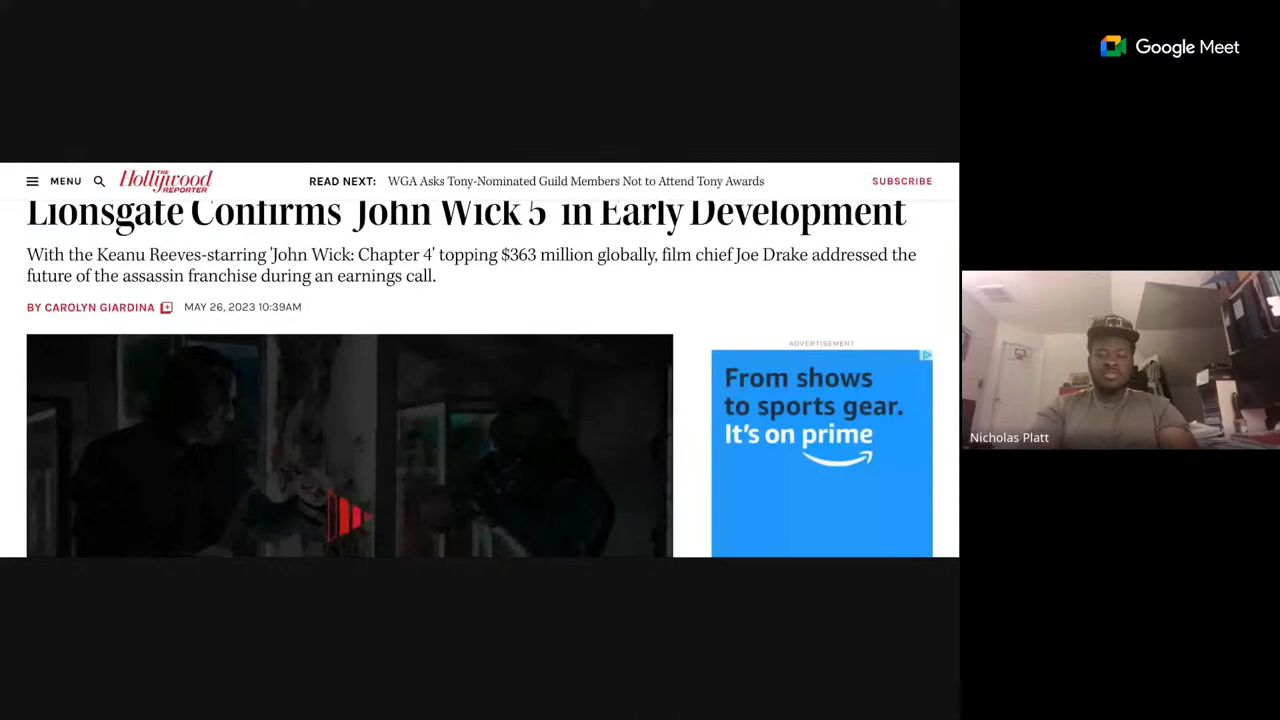 Google Meet
MENU
THE
Hollywood
REPORTER
READ NEXT: WGA Asks Tony-Nominated Guild Members Not to Attend Tony Awards
SUBSCRIBE
Lionsgate Confirms 'John Wick 5' in Early Development
With the Keanu Reeves-starring 'John Wick: Chapter 4' topping $363 million globally, film chief Joe Drake addressed the
future of the assassin franchise during an earnings call.
BY CAROLYN GIARDINA MAY 26, 2023 10:39AM
ADVERTISEMENT
From shows
to sports gear.
It's on prime
Nicholas Platt